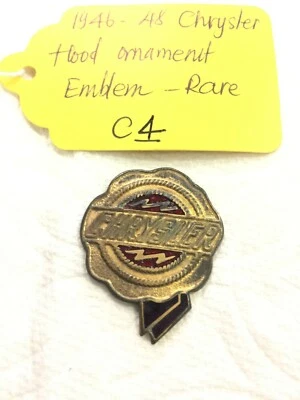 1946-48 Chrysler
Hood ornament
Emblem - Rare
C4
CHRYSLER